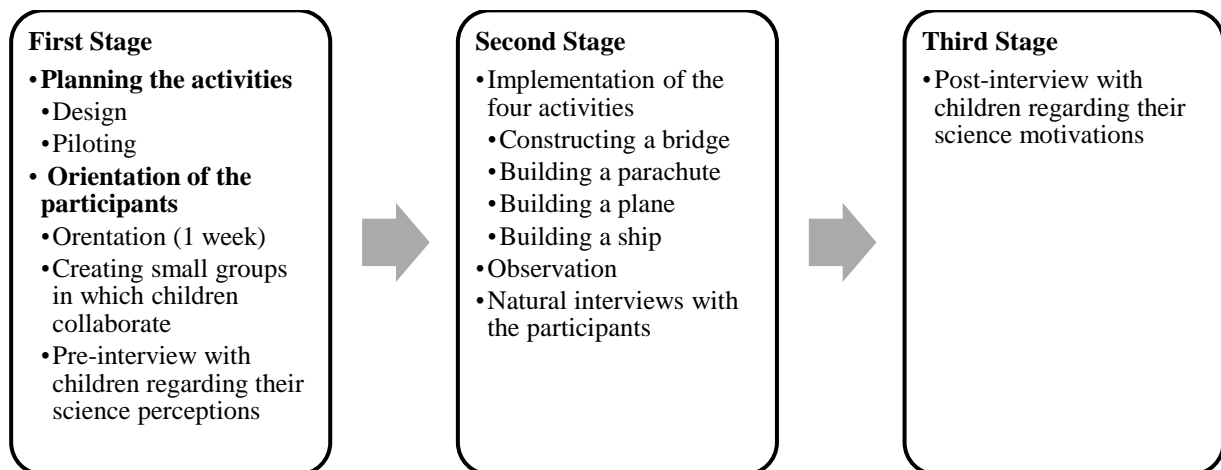 First Stage
•Planning the activities
•Design
•Piloting
• Orientation of the
participants
•Orentation (1 week)
•Creating small groups
in which children
collaborate
•Pre-interview with
children regarding their
science perceptions
Second Stage
•Implementation of the
four activities
•Constructing a bridge
•Building a parachute
•Building a plane
•Building a ship
•Observation
•Natural interviews with
the participants
Third Stage
•Post-interview with
children regarding their
science motivations